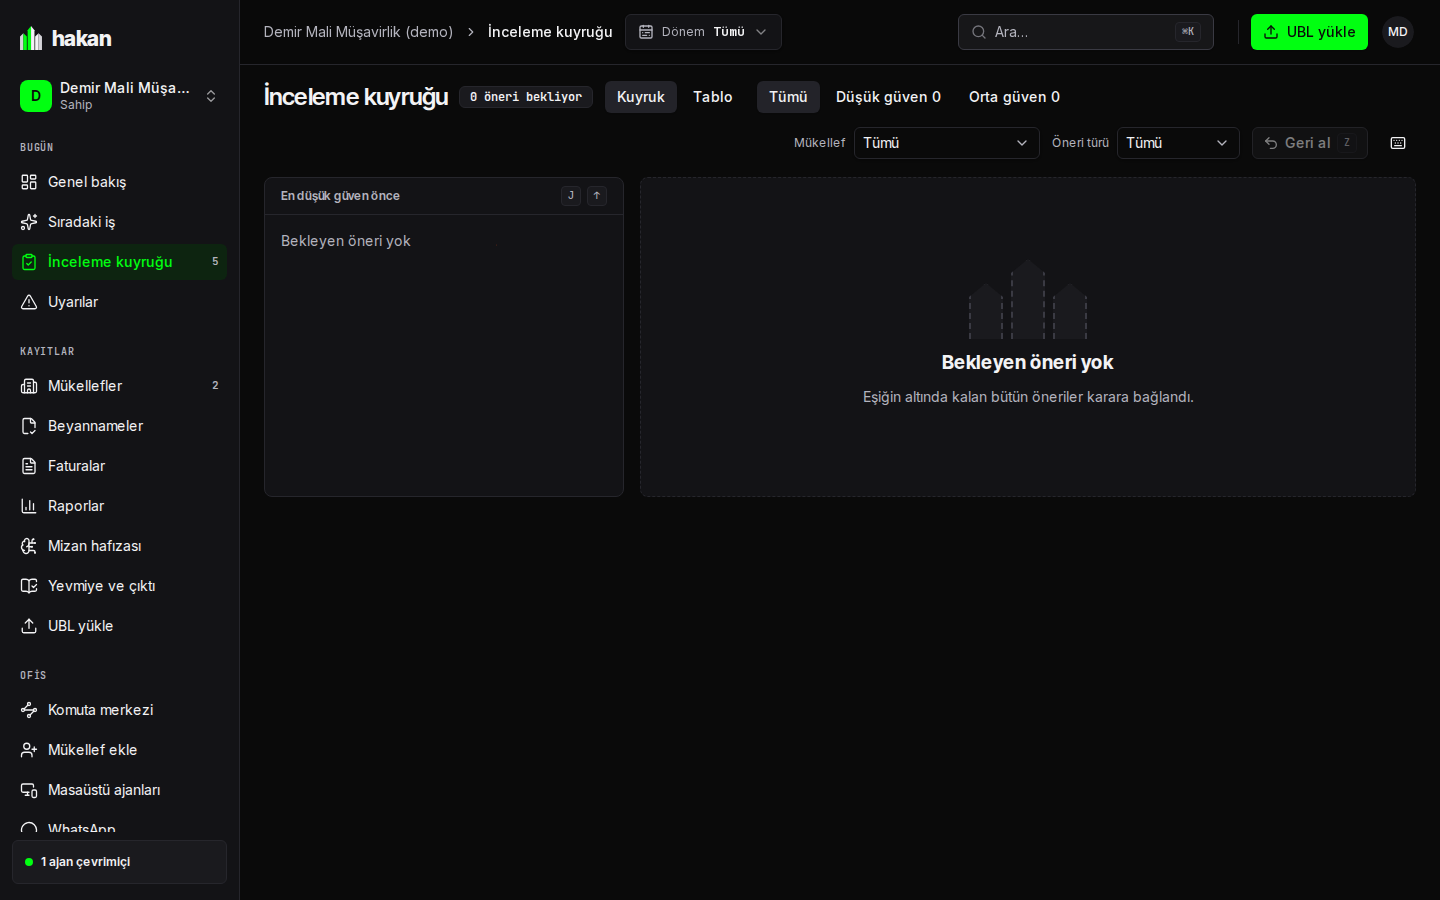 hakan
D
Demir Mali Müşa...
Sahip
BUGÜN
Genel bakış
Sıradaki iş
İnceleme kuyruğu 5
Uyarılar
KAYITLAR
Mükellefler 2
Beyannameler
Faturalar
Raporlar
Mizan hafızası
Yevmiye ve çıktı
UBL yükle
OFİS
Komuta merkezi
Mükellef ekle
Masaüstü ajanları
WhatsApp
1 ajan çevrimiçi
Demir Mali Müşavirlik (demo) İnceleme kuyruğu Dönem Tümü Ara... ⌘K UBL yükle MD
İnceleme kuyruğu 0 öneri bekliyor Kuyruk Tablo Tümü Düşük güven 0 Orta güven 0
Mükellef Tümü Öneri türü Tümü Geri al Z
En düşük güven önce J ↑
Bekleyen öneri yok
Bekleyen öneri yok
Eşiğin altında kalan bütün öneriler karara bağlandı.